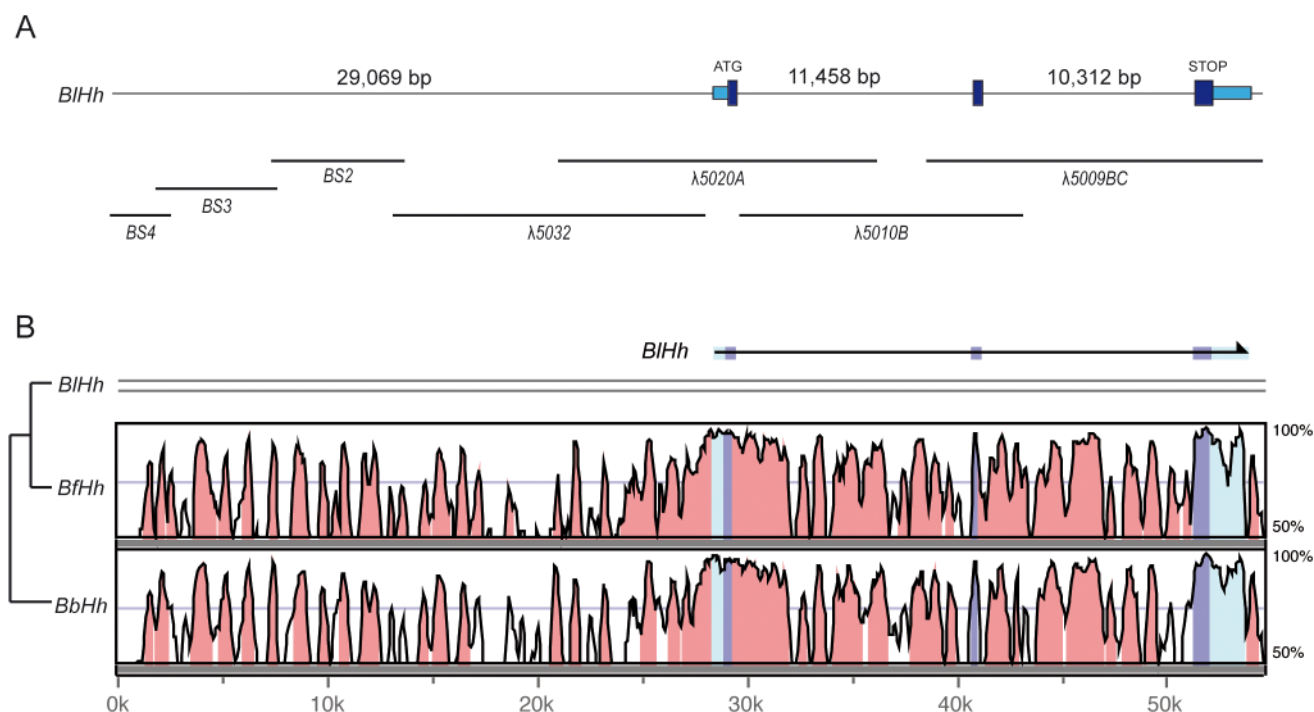 A
BlHh
29,069 bp
ATG
11,458 bp
10,312 bp
STOP
BS2
λ5020A
λ5009BC
BS3
BS4
λ5032
λ5010B
B
BlHh
BlHh
BfHh
100%
50%
BbHh
100%
50%
0k 10k 20k 30k 40k 50k